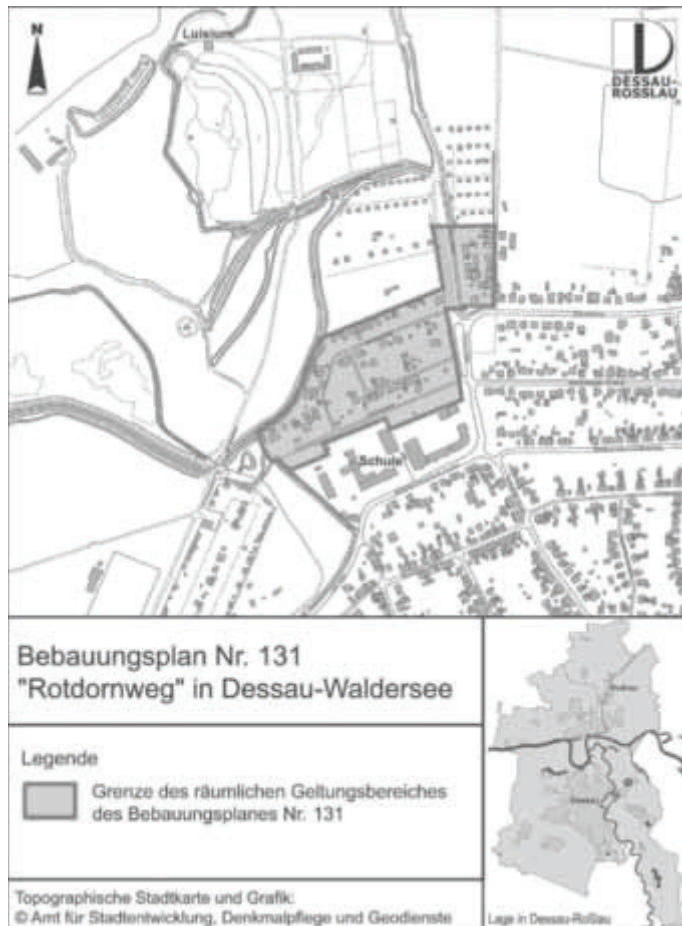 Luisium
N
DESSAU-
ROSSLAU
Schule
Bebauungsplan Nr. 131
"Rotdornweg" in Dessau-Waldersee
Legende
Grenze des räumlichen Geltungsbereiches
des Bebauungsplanes Nr. 131
Topographische Stadtkarte und Grafik:
© Amt für Stadtentwicklung, Denkmalpflege und Geodienste
Lage in Dessau-Roßlau